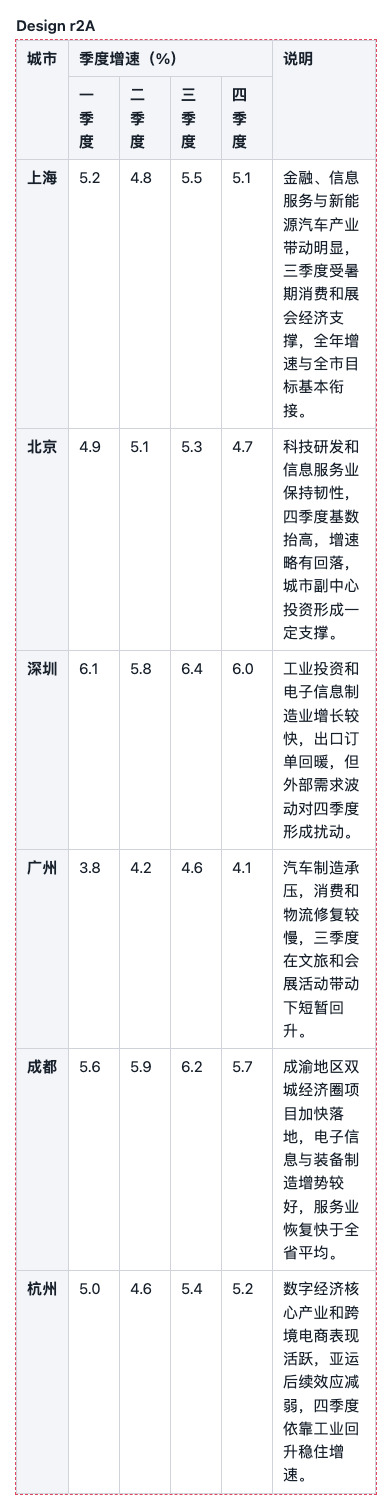 Design r2A
城市 季度增速（%） 说明
一季度 二季度 三季度 四季度
上海 5.2 4.8 5.5 5.1 金融、信息
服务与新能
源汽车产业
带动明显，
三季度受暑
期消费和展
会经济支
撑，全年增
速与全市目
标基本衔
接。
北京 4.9 5.1 5.3 4.7 科技研发和
信息服务业
保持韧性，
四季度基数
抬高，增速
略有回落，
城市副中心
投资形成一
定支撑。
深圳 6.1 5.8 6.4 6.0 工业投资和
电子信息制
造业增长较
快，出口订
单回暖，但
外部需求波
动对四季度
形成扰动。
广州 3.8 4.2 4.6 4.1 汽车制造承
压，消费和
物流修复较
慢，三季度
在文旅和会
展活动带动
下短暂回
升。
成都 5.6 5.9 6.2 5.7 成渝地区双
城经济圈项
目加快落
地，电子信
息与装备制
造增势较
好，服务业
恢复快于全
省平均。
杭州 5.0 4.6 5.4 5.2 数字经济核
心产业和跨
境电商表现
活跃，亚运
后续效应减
弱，四季度
依靠工业回
升稳住增
速。